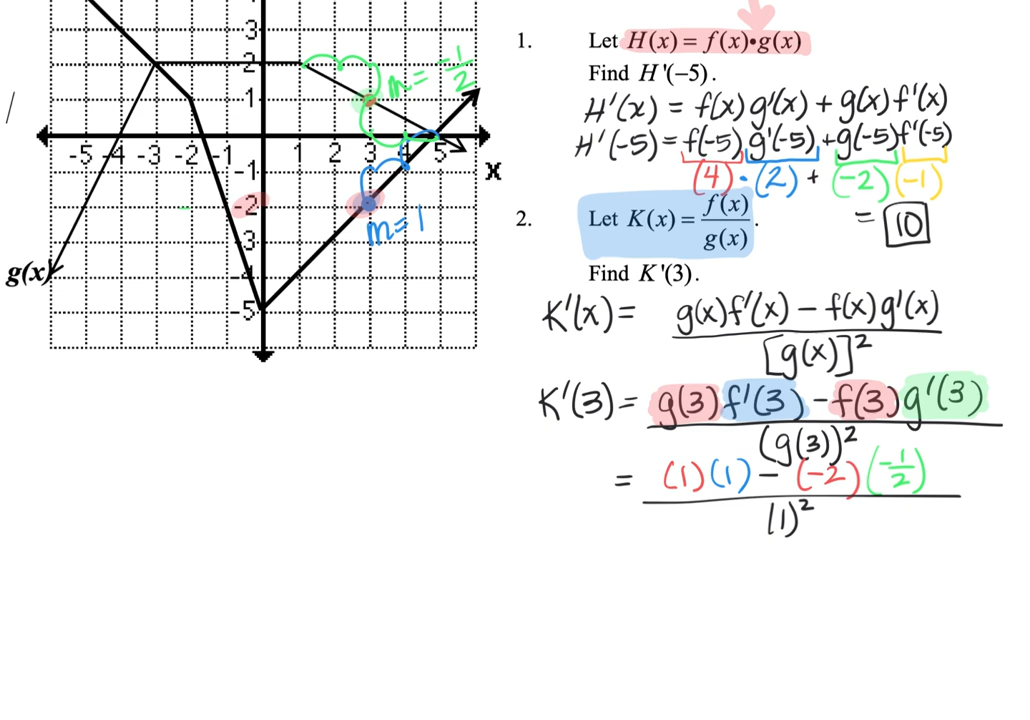 3
2
1
-5 -4 -3 -2 -1 1 2 3 4 5
x
-1
-2
-3
-4
-5
g(x)
m = -1/2
m = 1
1. Let H(x) = f(x)•g(x)
Find H '(−5).
H'(x) = f(x)g'(x) + g(x)f'(x)
H'(-5) = f(-5)g'(-5) + g(-5)f'(-5)
(4)·(2) + (-2)(-1)
= 10
2. Let K(x) = f(x)/g(x).
Find K '(3).
K'(x) = g(x)f'(x) − f(x)g'(x)
[g(x)]²
K'(3) = g(3)f'(3) − f(3)g'(3)
(g(3))²
= (1)(1) − (-2)(-1/2)
(1)²